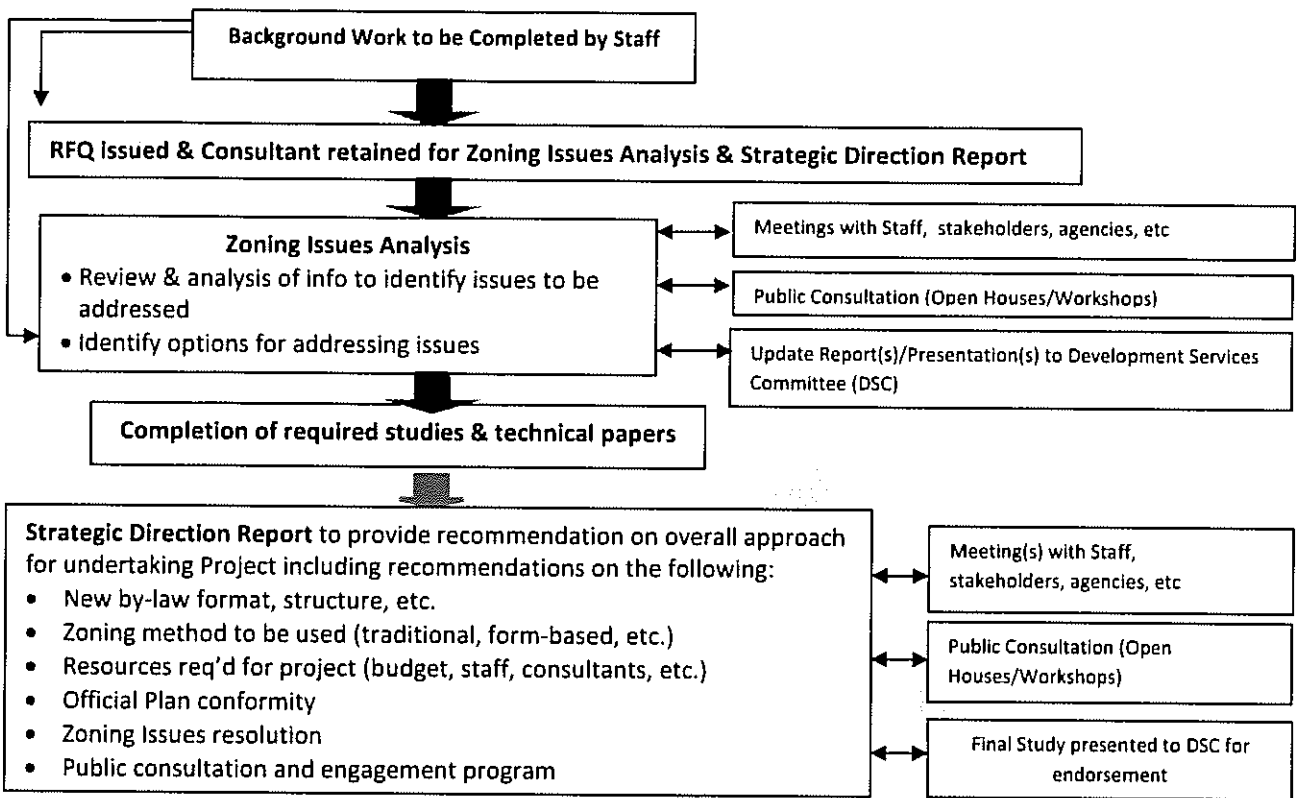 Background Work to be Completed by Staff
RFQ issued & Consultant retained for Zoning Issues Analysis & Strategic Direction Report
Zoning Issues Analysis
• Review & analysis of info to identify issues to be
addressed
• Identify options for addressing issues
Meetings with Staff, stakeholders, agencies, etc
Public Consultation (Open Houses/Workshops)
Update Report(s)/Presentation(s) to Development Services
Committee (DSC)
Completion of required studies & technical papers
Strategic Direction Report to provide recommendation on overall approach
for undertaking Project including recommendations on the following:
• New by-law format, structure, etc.
• Zoning method to be used (traditional, form-based, etc.)
• Resources req'd for project (budget, staff, consultants, etc.)
• Official Plan conformity
• Zoning Issues resolution
• Public consultation and engagement program
Meeting(s) with Staff,
stakeholders, agencies, etc
Public Consultation (Open
Houses/Workshops)
Final Study presented to DSC for
endorsement